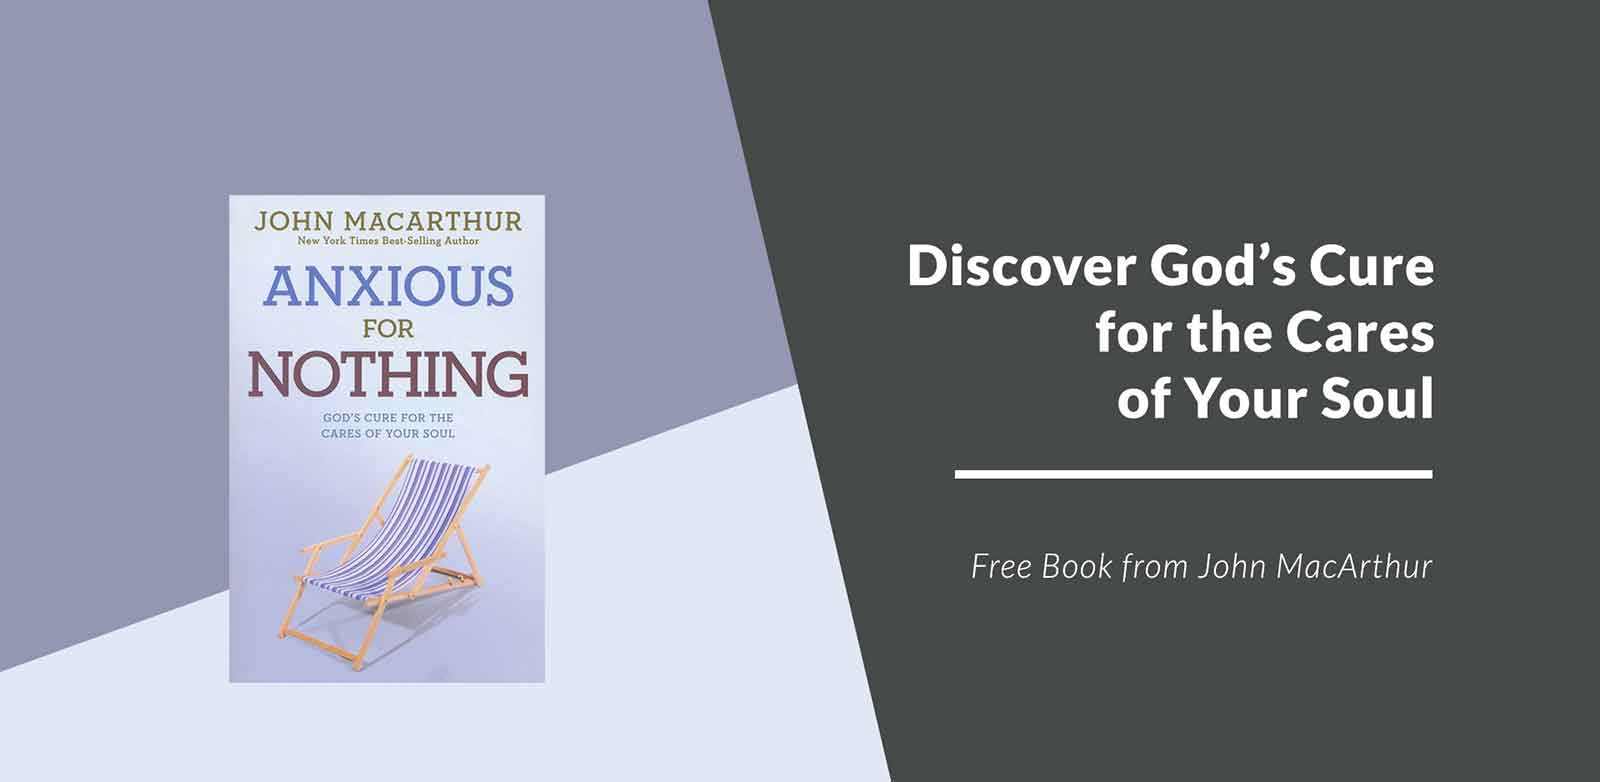 JOHN MACARTHUR
New York Times Best-Selling Author
ANXIOUS
FOR
NOTHING
GOD'S CURE FOR THE
CARES OF YOUR SOUL
Discover God’s Cure
for the Cares
of Your Soul
Free Book from John MacArthur